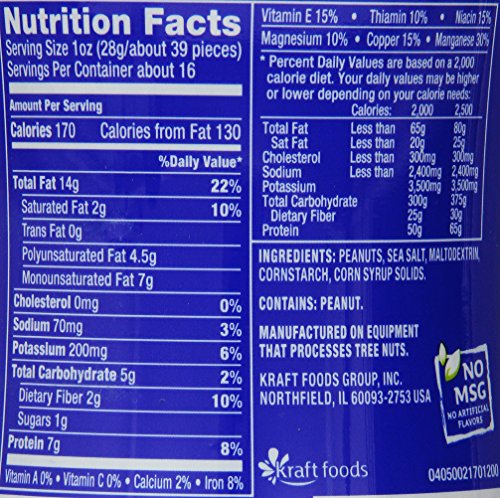 Nutrition Facts
Serving Size 1oz (28g/about 39 pieces)
Servings Per Container about 16
Amount Per Serving
Calories 170 Calories from Fat 130
%Daily Value*
Total Fat 14g 22%
Saturated Fat 2g 10%
Trans Fat 0g
Polyunsaturated Fat 4.5g
Monounsaturated Fat 7g
Cholesterol 0mg 0%
Sodium 70mg 3%
Potassium 200mg 6%
Total Carbohydrate 5g 2%
Dietary Fiber 2g 10%
Sugars 1g
Protein 7g 8%
Vitamin A 0% • Vitamin C 0% • Calcium 2% • Iron 8%
Vitamin E 15% • Thiamin 10% • Niacin 15%
Magnesium 10% • Copper 15% • Manganese 30%
* Percent Daily Values are based on a 2,000
calorie diet. Your daily values may be higher
or lower depending on your calorie needs:
Calories: 2,000 2,500
Total Fat Less than 65g 80g
Sat Fat Less than 20g 25g
Cholesterol Less than 300mg 300mg
Sodium Less than 2,400mg 2,400mg
Potassium 3,500mg 3,500mg
Total Carbohydrate 300g 375g
Dietary Fiber 25g 30g
Protein 50g 65g
INGREDIENTS: PEANUTS, SEA SALT, MALTODEXTRIN,
CORNSTARCH, CORN SYRUP SOLIDS.
CONTAINS: PEANUT.
MANUFACTURED ON EQUIPMENT
THAT PROCESSES TREE NUTS.
KRAFT FOODS GROUP, INC.
NORTHFIELD, IL 60093-2753 USA
NO
MSG
NO ARTIFICIAL
FLAVORS
kraft foods
04050021701200